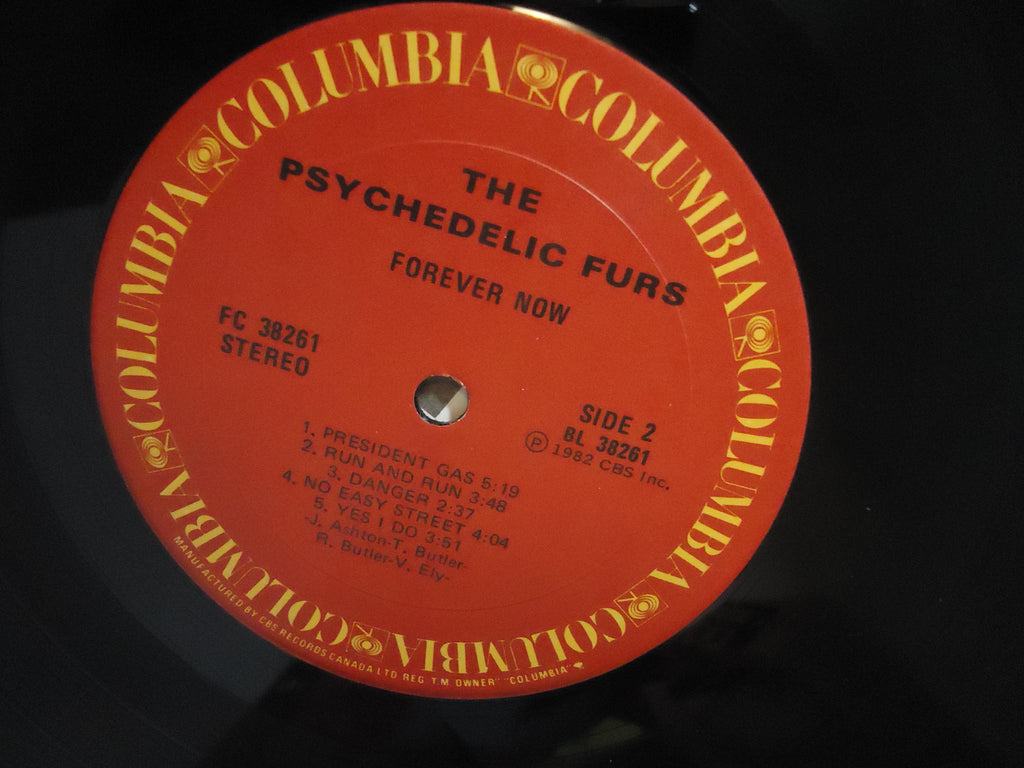 COLUMBIA COLUMBIA COLUMBIA COLUMBIA COLUMBIA COLUMBIA
THE
PSYCHEDELIC FURS
FOREVER NOW
FC 38261
STEREO
SIDE 2
BL 38261
Ⓟ 1982 CBS Inc.
1. PRESIDENT GAS 5:19
2. RUN AND RUN 3:48
3. DANGER 2:37
4. NO EASY STREET 4:04
5. YES I DO 3:51
-J. Ashton-T. Butler-
R. Butler-V. Ely-
MANUFACTURED BY CBS RECORDS CANADA LTD REG T.M OWNER" "COLUMBIA"